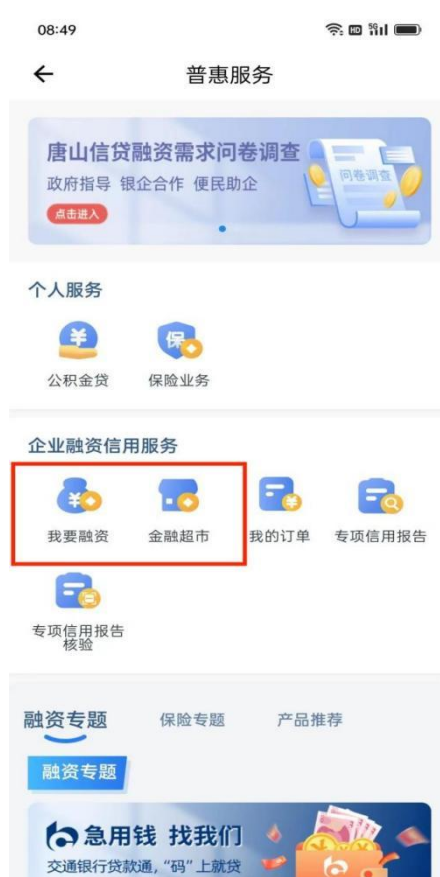 08:49
HD 5G
普惠服务
唐山信贷融资需求问卷调查
政府指导 银企合作 便民助企
问卷调查
点击进入
个人服务
保
公积金贷 保险业务
企业融资信用服务
我要融资 金融超市 我的订单 专项信用报告
专项信用报告
核验
融资专题 保险专题 产品推荐
融资专题
急用钱 找我们
交通银行贷款通，“码”上就贷